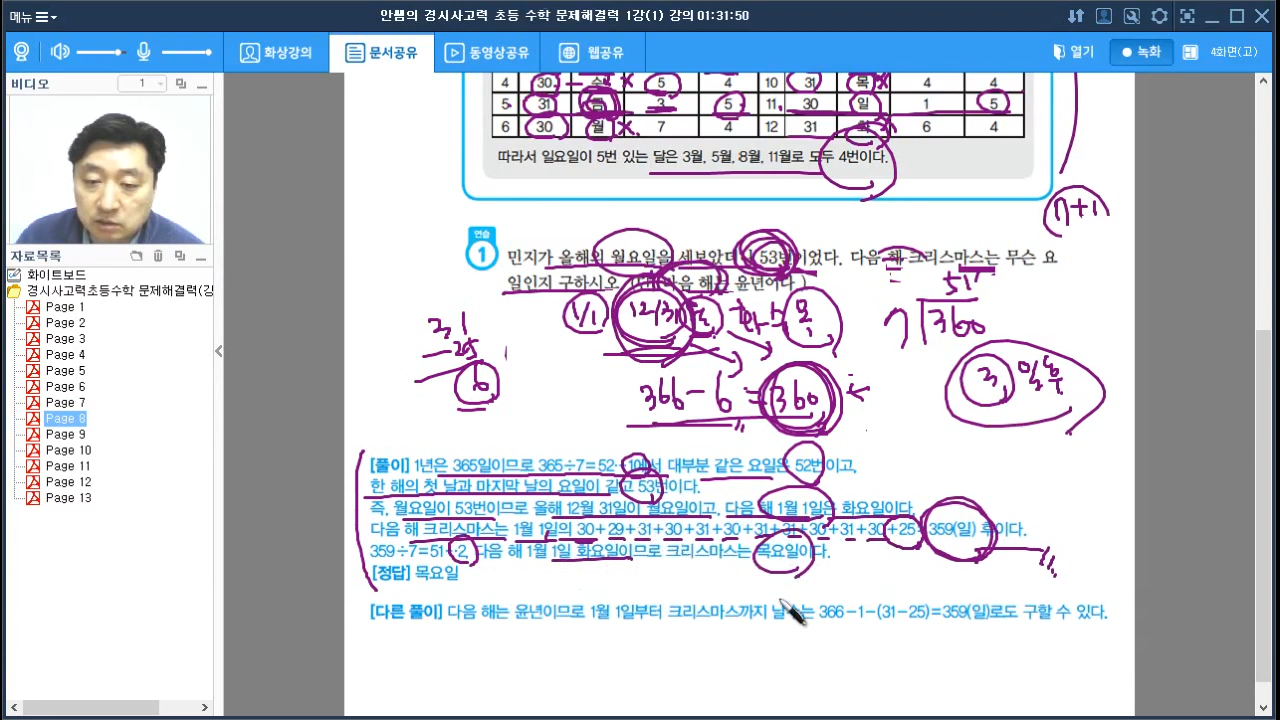 메뉴
안쌤의 경시사고력 초등 수학 문제해결력 1강(1) 강의 01:31:50
화상강의
문서공유
동영상공유
웹공유
열기
녹화
4화면(고)
비디오
1
자료목록
화이트보드
경시사고력초등수학 문제해결력(강
Page 1
Page 2
Page 3
Page 4
Page 5
Page 6
Page 7
Page 8
Page 9
Page 10
Page 11
Page 12
Page 13
4 30 수 5 4 10 31 목 4 4
5 31 금 3 5 11 30 일 1 5
6 30 월 7 4 12 31 화 6 4
따라서 일요일이 5번 있는 달은 3월, 5월, 8월, 11월로 모두 4번이다.
n+1
연습
1
민지가 올해의 월요일을 세보았더니 53번이었다. 다음 해 크리스마스는 무슨 요
일인지 구하시오. 다음 해는 윤년이다.)
51
1/1 12/31 화 수 목
7 360
31
-25
6
366-6=360
3 일 후
[풀이] 1년은 365일이므로 365÷7=52···1에서 대부분 같은 요일은 52번이고,
한 해의 첫 날과 마지막 날의 요일이 같고 53번이다.
즉, 월요일이 53번이므로 올해 12월 31일이 월요일이고, 다음 해 1월 1일은 화요일이다.
다음 해 크리스마스는 1월 1일의 30+29+31+30+31+30+31+31+30+31+30+25=359(일) 후이다.
359÷7=51···2, 다음 해 1월 1일 화요일이므로 크리스마스는 목요일이다.
[정답] 목요일
[다른 풀이] 다음 해는 윤년이므로 1월 1일부터 크리스마스까지 날수는 366-1-(31-25)=359(일)로도 구할 수 있다.